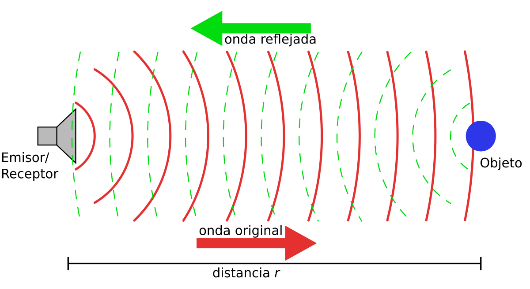 onda reflejada
Emisor/
Receptor
Objeto
onda original
distancia r